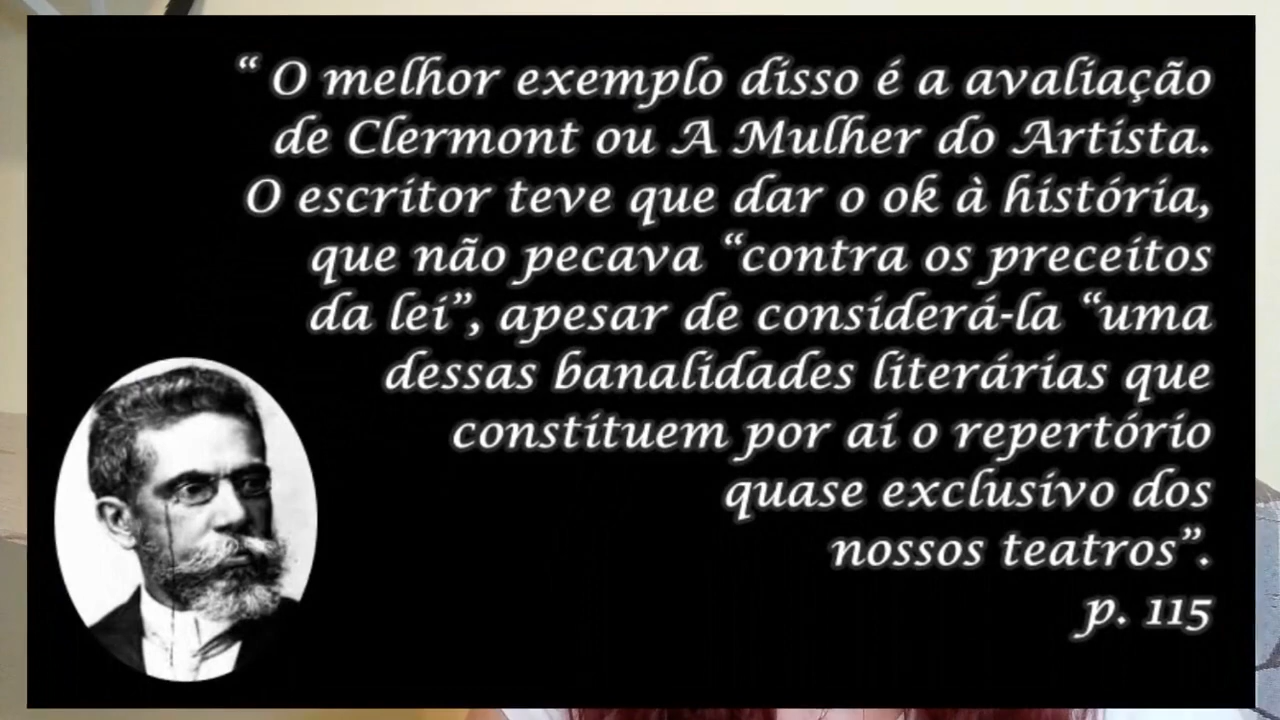 “ O melhor exemplo disso é a avaliação
de Clermont ou A Mulher do Artista.
O escritor teve que dar o ok à história,
que não pecava “contra os preceitos
da lei”, apesar de considerá-la “uma
dessas banalidades literárias que
constituem por aí o repertório
quase exclusivo dos
nossos teatros”.
p. 115